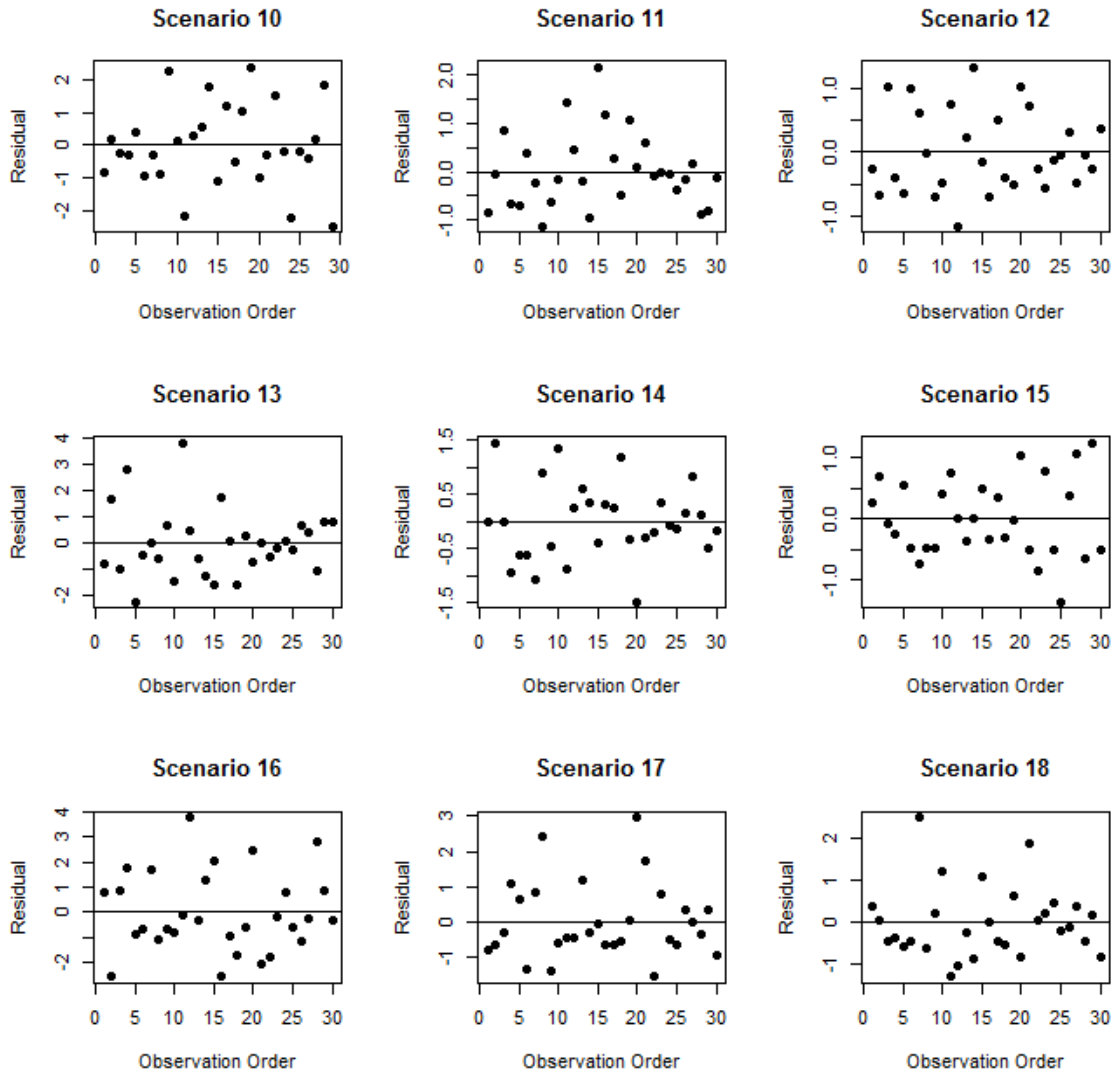 Scenario 10
Residual
2
1
0
-1
-2
0 5 10 15 20 25 30
Observation Order
Scenario 11
Residual
2.0
1.0
0.0
-1.0
0 5 10 15 20 25 30
Observation Order
Scenario 12
Residual
1.0
0.0
-1.0
0 5 10 15 20 25 30
Observation Order
Scenario 13
Residual
4
3
2
1
0
-2
0 5 10 15 20 25 30
Observation Order
Scenario 14
Residual
1.5
0.5
-0.5
-1.5
0 5 10 15 20 25 30
Observation Order
Scenario 15
Residual
1.0
0.0
-1.0
0 5 10 15 20 25 30
Observation Order
Scenario 16
Residual
4
3
2
1
0
-2
0 5 10 15 20 25 30
Observation Order
Scenario 17
Residual
3
2
1
0
-1
0 5 10 15 20 25 30
Observation Order
Scenario 18
Residual
2
1
0
-1
0 5 10 15 20 25 30
Observation Order